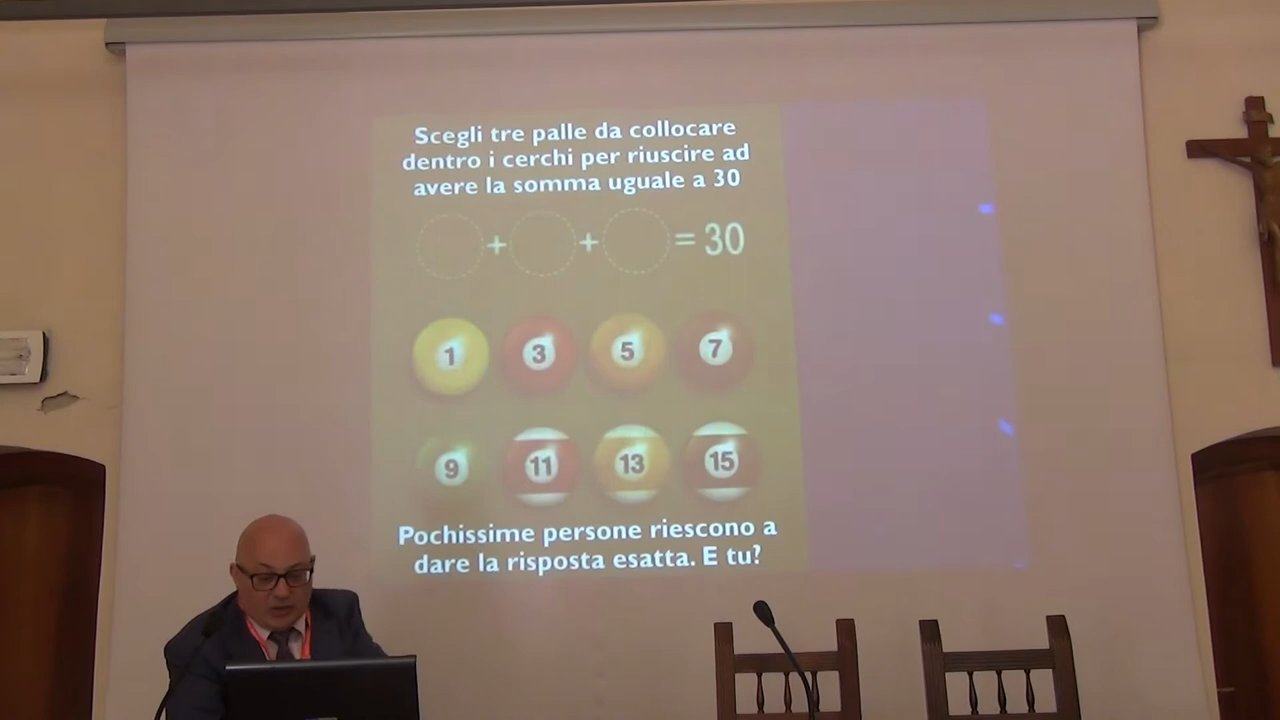 Scegli tre palle da collocare
dentro i cerchi per riuscire ad
avere la somma uguale a 30
+ + = 30
1 3 5 7
9 11 13 15
Pochissime persone riescono a
dare la risposta esatta. E tu?